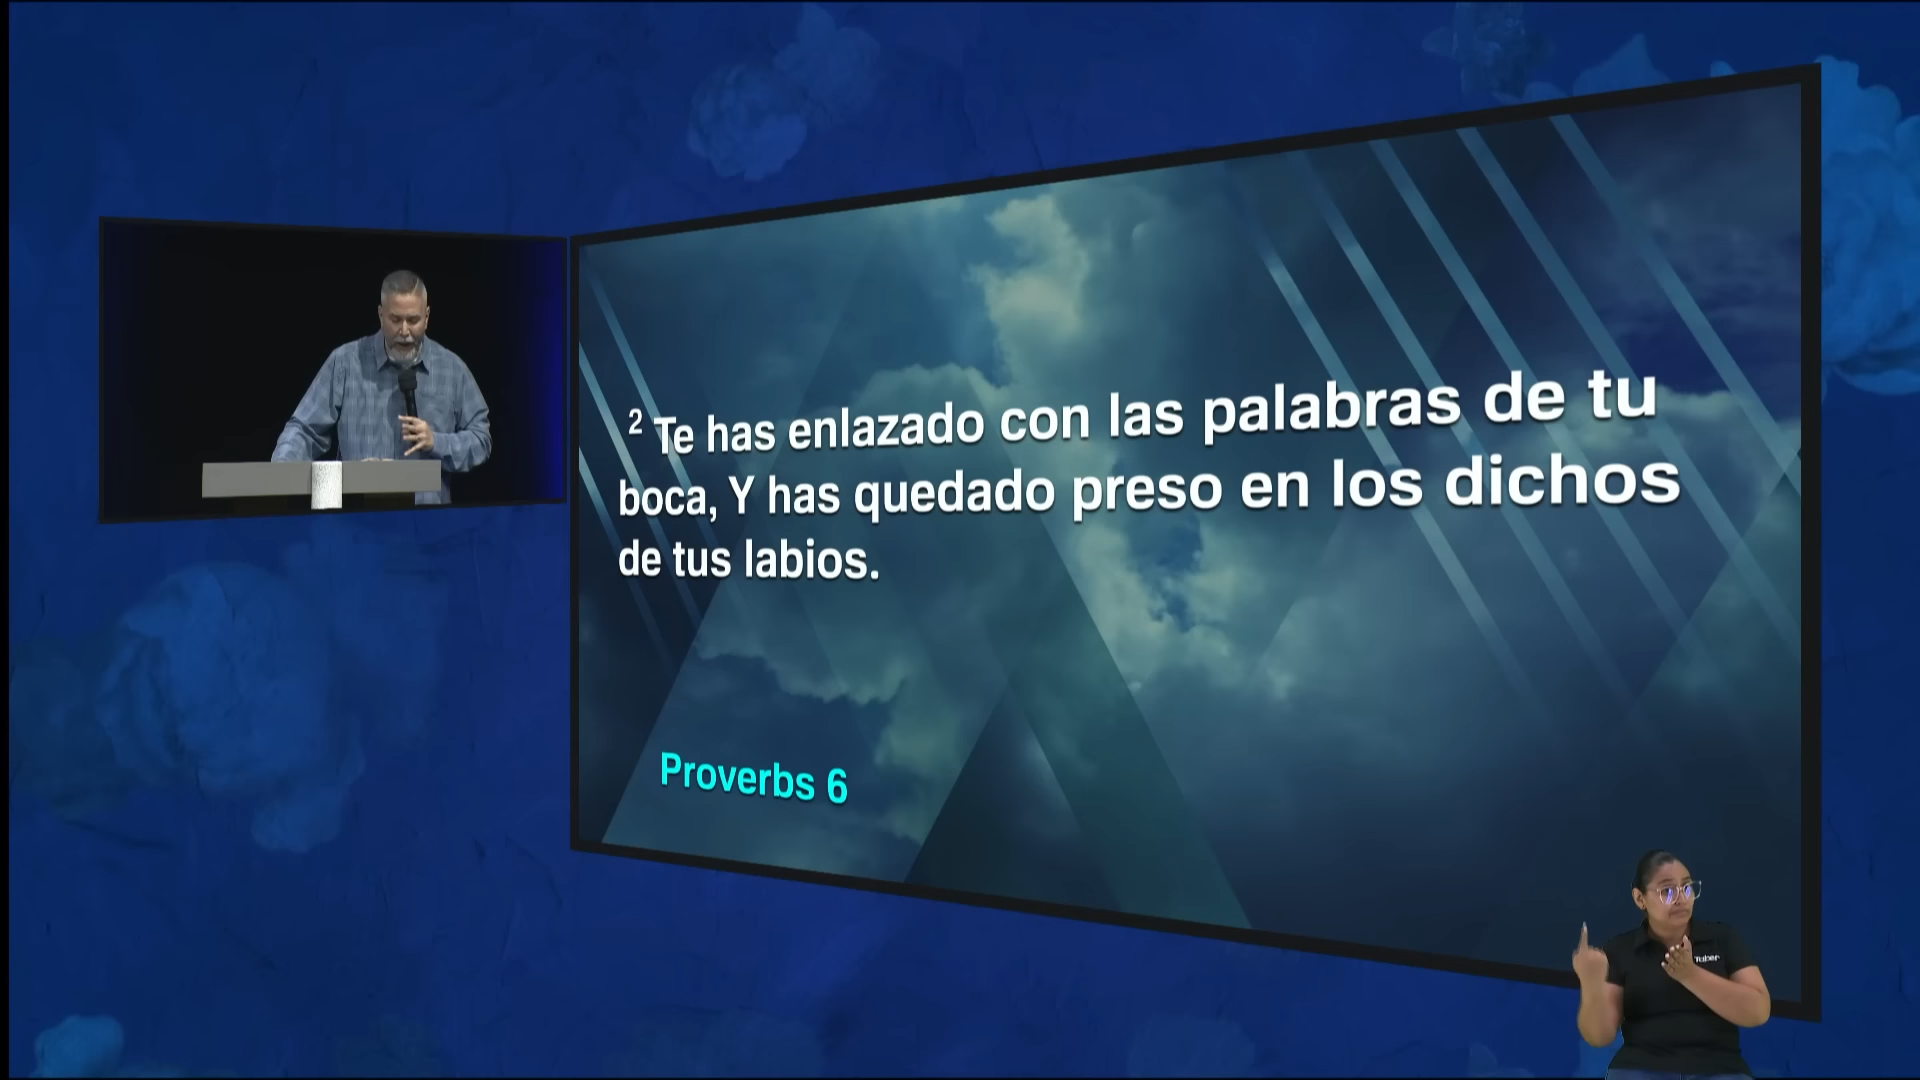 ² Te has enlazado con las palabras de tu
boca, Y has quedado preso en los dichos
de tus labios.
Proverbs 6
Taber